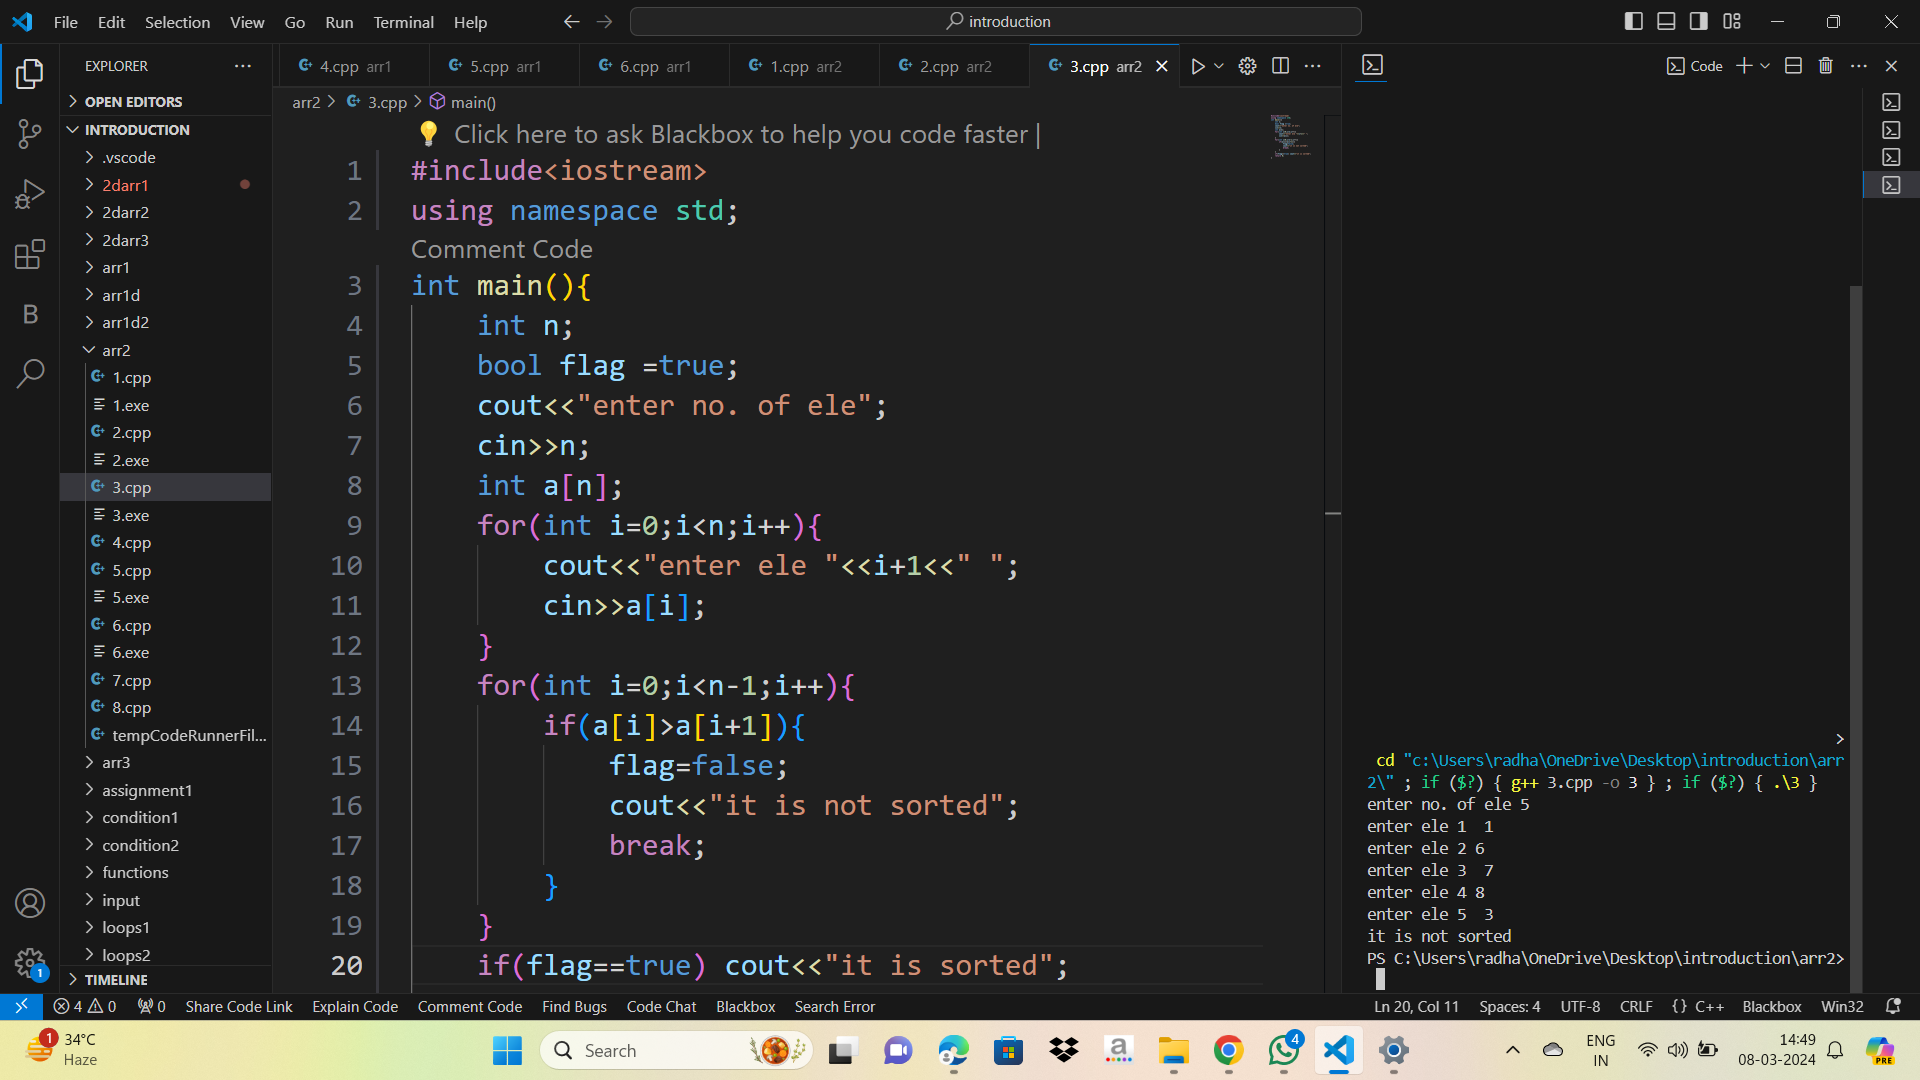 File Edit Selection View Go Run Terminal Help
introduction
EXPLORER
OPEN EDITORS
INTRODUCTION
.vscode
2darr1
2darr2
2darr3
arr1
arr1d
arr1d2
arr2
1.cpp
1.exe
2.cpp
2.exe
3.cpp
3.exe
4.cpp
5.cpp
5.exe
6.cpp
6.exe
7.cpp
8.cpp
tempCodeRunnerFil...
arr3
assignment1
condition1
condition2
functions
input
loops1
loops2
TIMELINE
4.cpp arr1 5.cpp arr1 6.cpp arr1 1.cpp arr2 2.cpp arr2 3.cpp arr2
arr2 > 3.cpp > main()
Click here to ask Blackbox to help you code faster |
1 #include<iostream>
2 using namespace std;
Comment Code
3 int main(){
4 int n;
5 bool flag =true;
6 cout<<"enter no. of ele";
7 cin>>n;
8 int a[n];
9 for(int i=0;i<n;i++){
10 cout<<"enter ele "<<i+1<<" ";
11 cin>>a[i];
12 }
13 for(int i=0;i<n-1;i++){
14 if(a[i]>a[i+1]){
15 flag=false;
16 cout<<"it is not sorted";
17 break;
18 }
19 }
20 if(flag==true) cout<<"it is sorted";
Code
>
cd "c:\Users\radha\OneDrive\Desktop\introduction\arr
2\" ; if ($?) { g++ 3.cpp -o 3 } ; if ($?) { .\3 }
enter no. of ele 5
enter ele 1  1
enter ele 2 6
enter ele 3  7
enter ele 4 8
enter ele 5  3
it is not sorted
PS C:\Users\radha\OneDrive\Desktop\introduction\arr2>
B
1
4 0 0 Share Code Link Explain Code Comment Code Find Bugs Code Chat Blackbox Search Error
Ln 20, Col 11 Spaces: 4 UTF-8 CRLF {} C++ Blackbox Win32
1
34°C
Haze
Search
a
4
ENG
IN
14:49
08-03-2024
PRE